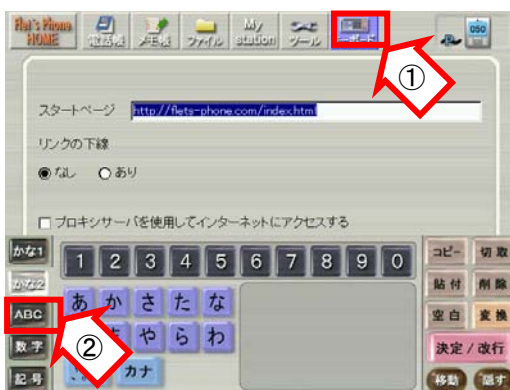 Flet's Phone HOME 電話帳 メモ帳 ファイル My station ツール 050
①
スタートページ http://flets-phone.com/index.html
リンクの下線
なし あり
プロキシサーバを使用してインターネットにアクセスする
かな1 1 2 3 4 5 6 7 8 9 0 コピー 切取
かな2 貼付 削除
あ か さ た な
ABC 空白 変換
や ら わ
② 数字 決定/改行
カナ
記号 移動 隠す